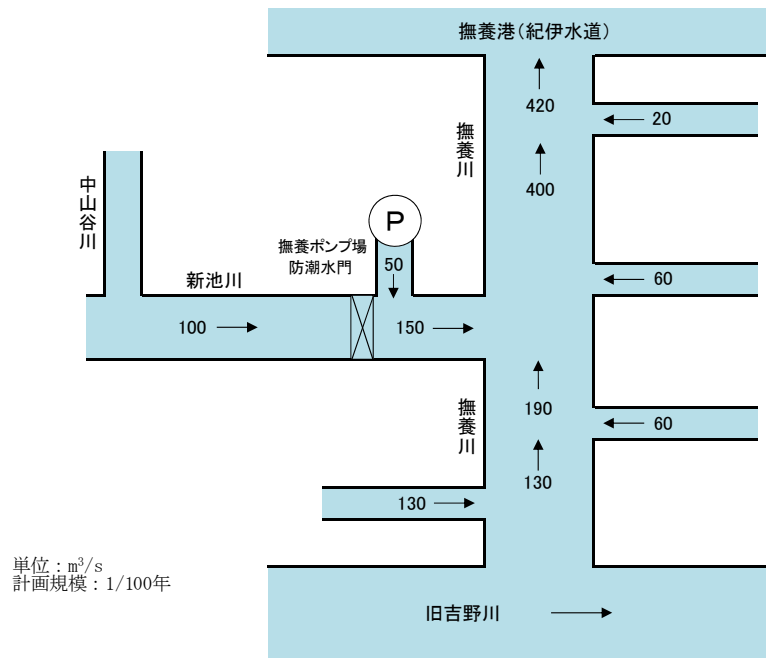 撫養港(紀伊水道)
420
20
撫養川
400
中山谷川
P
撫養ポンプ場
防潮水門
50
新池川
60
100
150
撫養川
190
60
130
130
単位：m³/s
計画規模：1/100年
旧吉野川